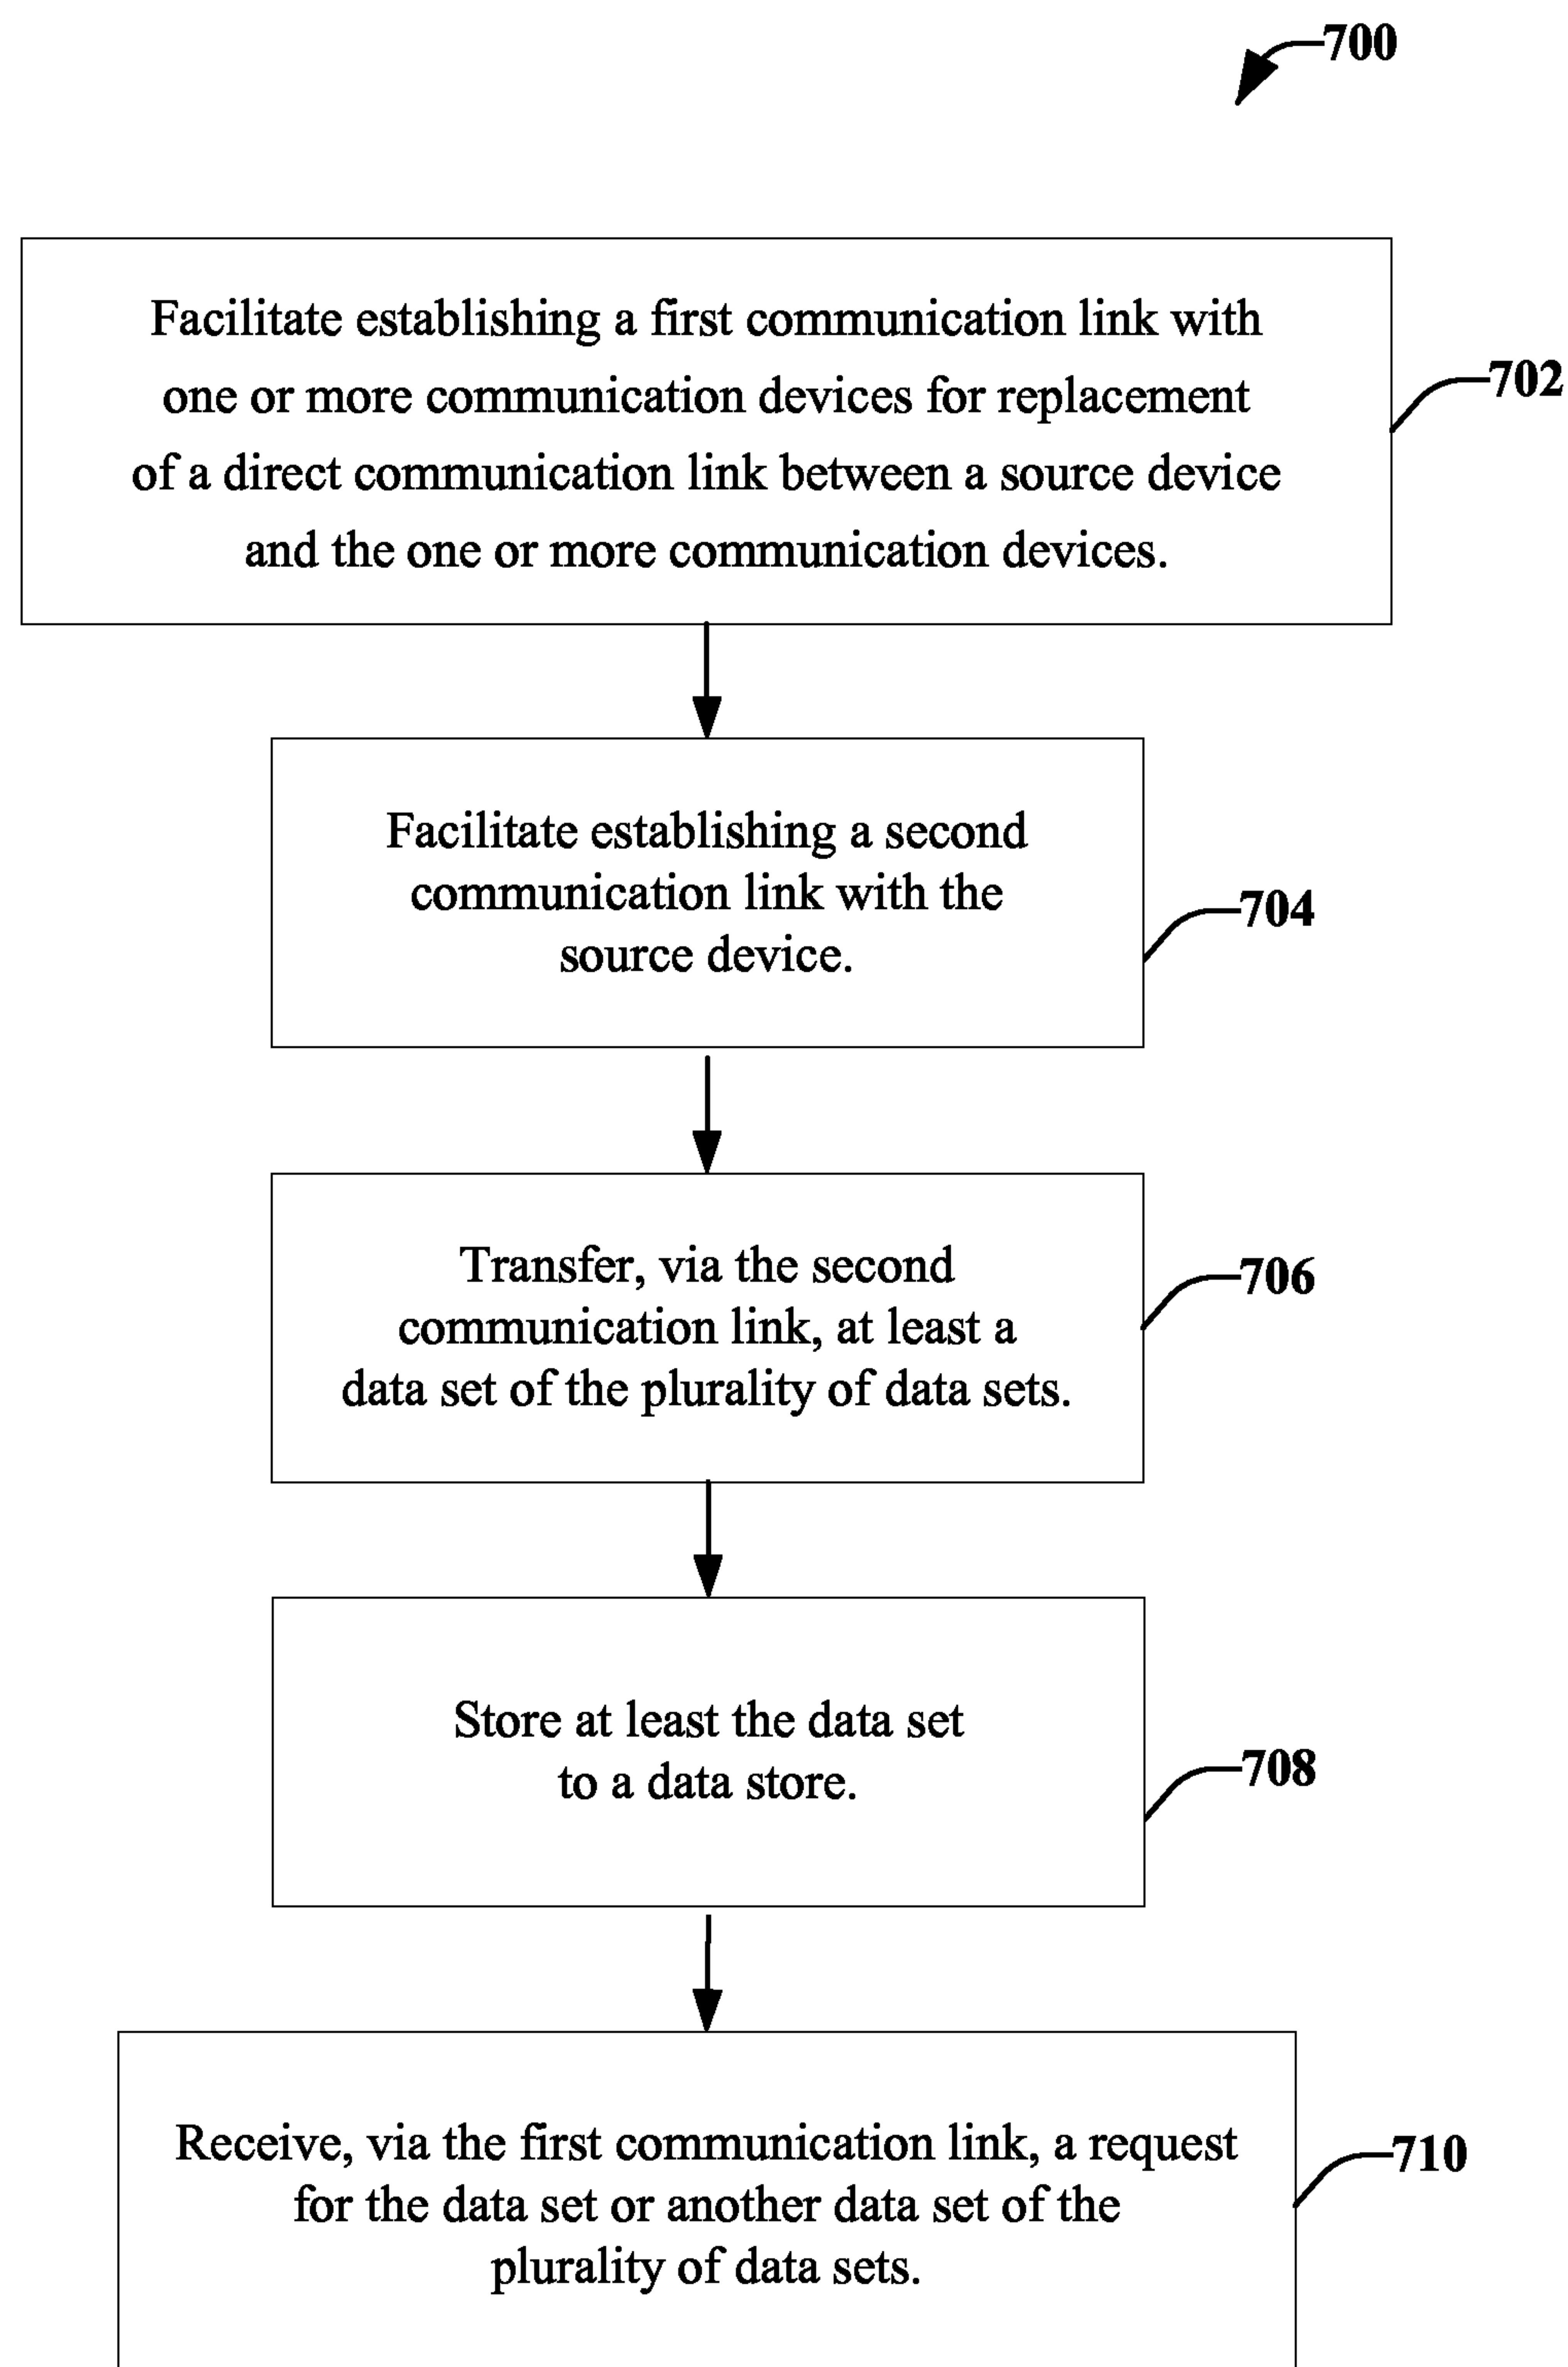 700
Facilitate establishing a first communication link with
one or more communication devices for replacement
of a direct communication link between a source device
and the one or more communication devices.
702
Facilitate establishing a second
communication link with the
source device.
704
Transfer, via the second
communication link, at least a
data set of the plurality of data sets.
706
Store at least the data set
to a data store.
708
Receive, via the first communication link, a request
for the data set or another data set of the
plurality of data sets.
710